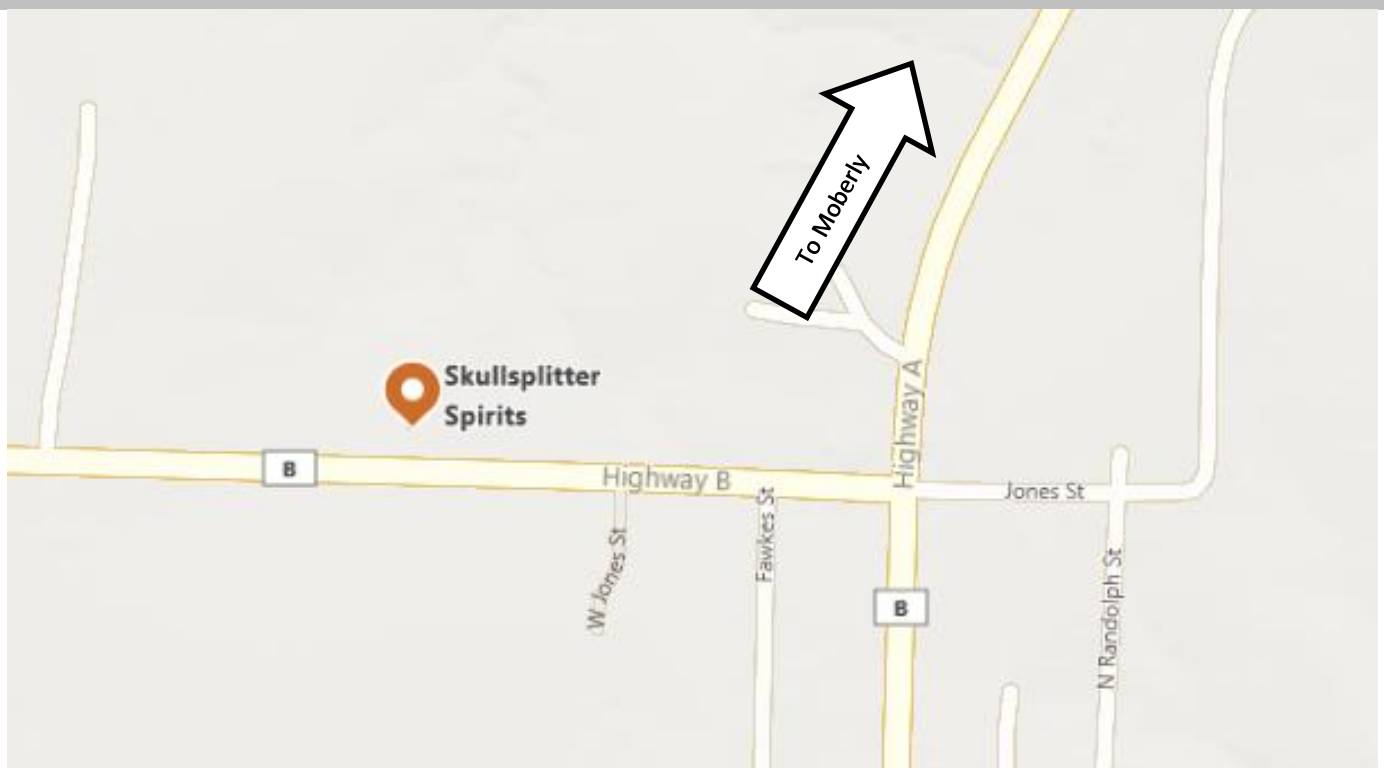 To Moberly
Skullsplitter
Spirits
Highway A
B
Highway B
Jones St
Fawkes St
W Jones St
N Randolph St
B